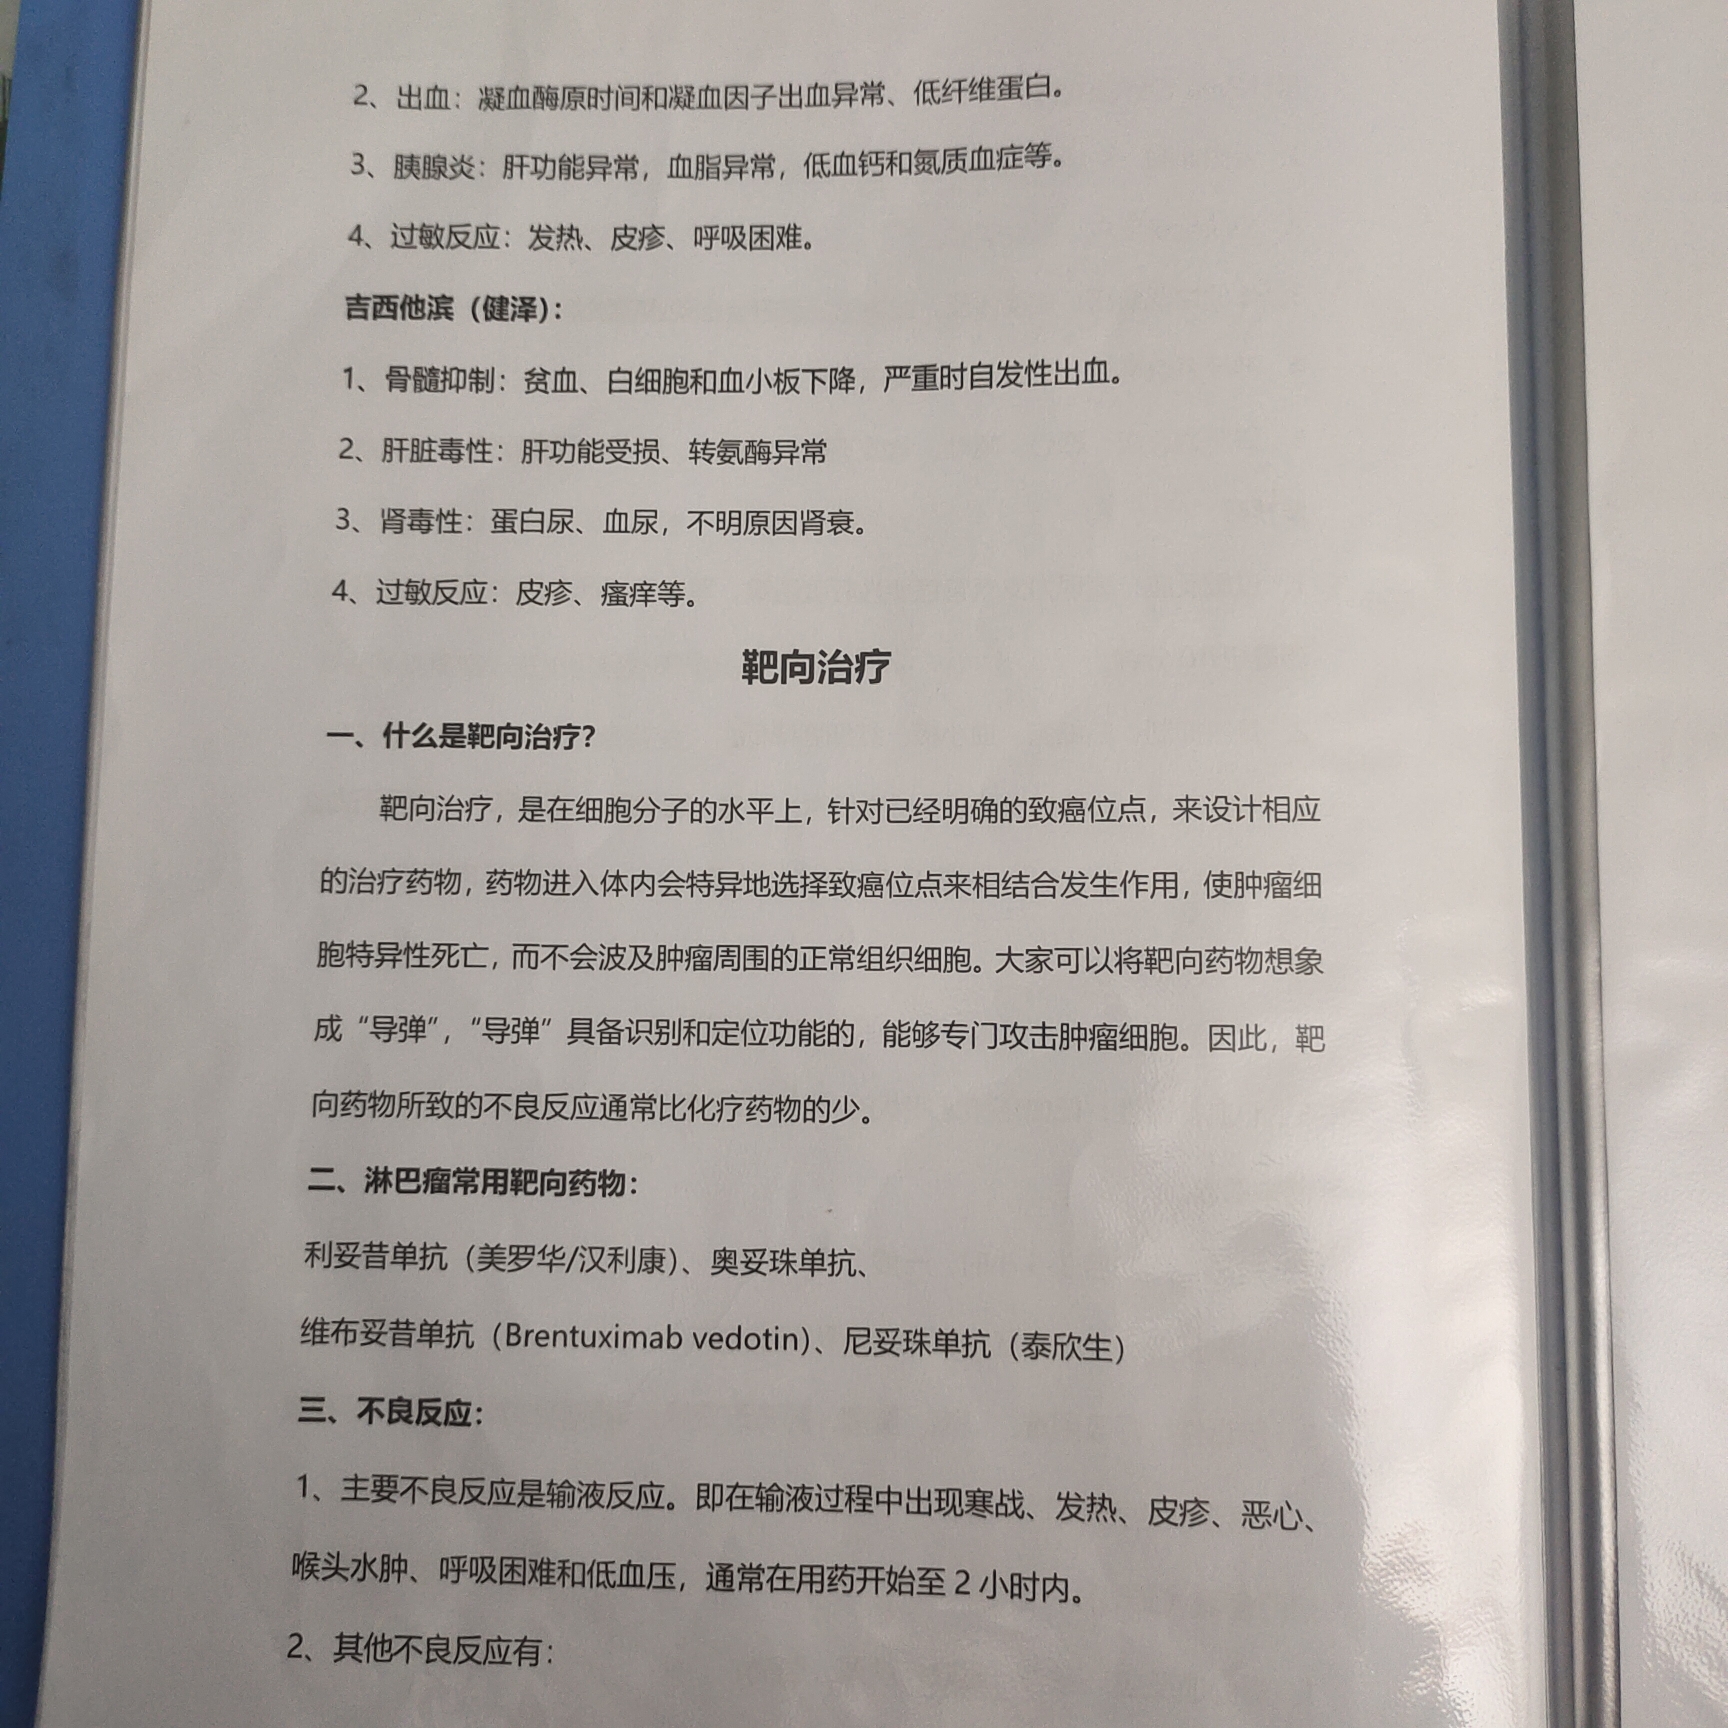 2、出血：凝血酶原时间和凝血因子出血异常、低纤维蛋白。
3、胰腺炎：肝功能异常，血脂异常，低血钙和氮质血症等。
4、过敏反应：发热、皮疹、呼吸困难。
吉西他滨（健泽）：
1、骨髓抑制：贫血、白细胞和血小板下降，严重时自发性出血。
2、肝脏毒性：肝功能受损、转氨酶异常
3、肾毒性：蛋白尿、血尿，不明原因肾衰。
4、过敏反应：皮疹、瘙痒等。
靶向治疗
一、什么是靶向治疗？
靶向治疗，是在细胞分子的水平上，针对已经明确的致癌位点，来设计相应
的治疗药物，药物进入体内会特异地选择致癌位点来相结合发生作用，使肿瘤细
胞特异性死亡，而不会波及肿瘤周围的正常组织细胞。大家可以将靶向药物想象
成“导弹”，“导弹”具备识别和定位功能的，能够专门攻击肿瘤细胞。因此，靶
向药物所致的不良反应通常比化疗药物的少。
二、淋巴瘤常用靶向药物：
利妥昔单抗（美罗华/汉利康）、奥妥珠单抗、
维布妥昔单抗（Brentuximab vedotin）、尼妥珠单抗（泰欣生）
三、不良反应：
1、主要不良反应是输液反应。即在输液过程中出现寒战、发热、皮疹、恶心、
喉头水肿、呼吸困难和低血压，通常在用药开始至 2 小时内。
2、其他不良反应有：